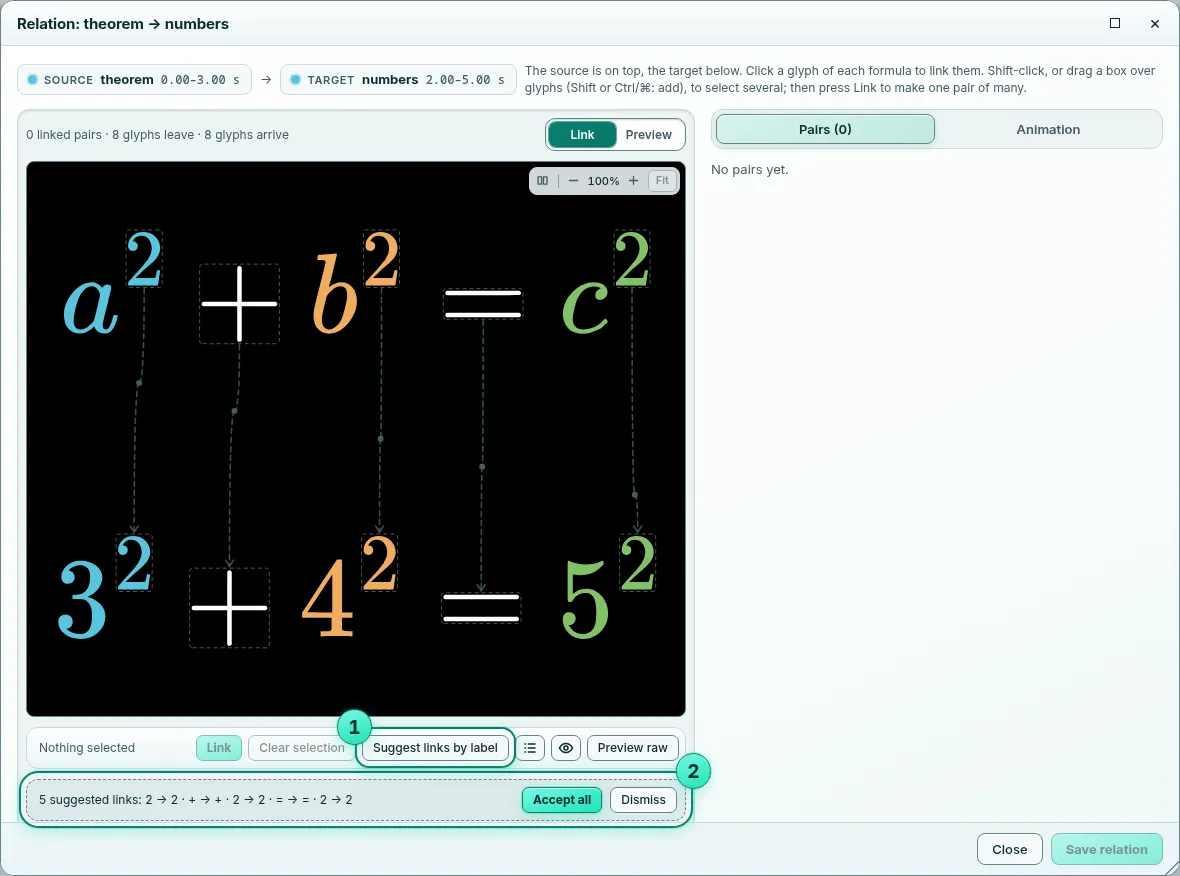 Relation: theorem → numbers
SOURCE theorem 0.00–3.00 s → TARGET numbers 2.00–5.00 s
The source is on top, the target below. Click a glyph of each formula to link them. Shift-click, or drag a box over
glyphs (Shift or Ctrl/⌘: add), to select several; then press Link to make one pair of many.
0 linked pairs · 8 glyphs leave · 8 glyphs arrive
Link Preview
Pairs (0) Animation
No pairs yet.
− 100% + Fit
a² + b² = c²
3² + 4² = 5²
1
Nothing selected Link Clear selection Suggest links by label Preview raw
2
5 suggested links: 2 → 2 · + → + · 2 → 2 · = → = · 2 → 2 Accept all Dismiss
Close Save relation